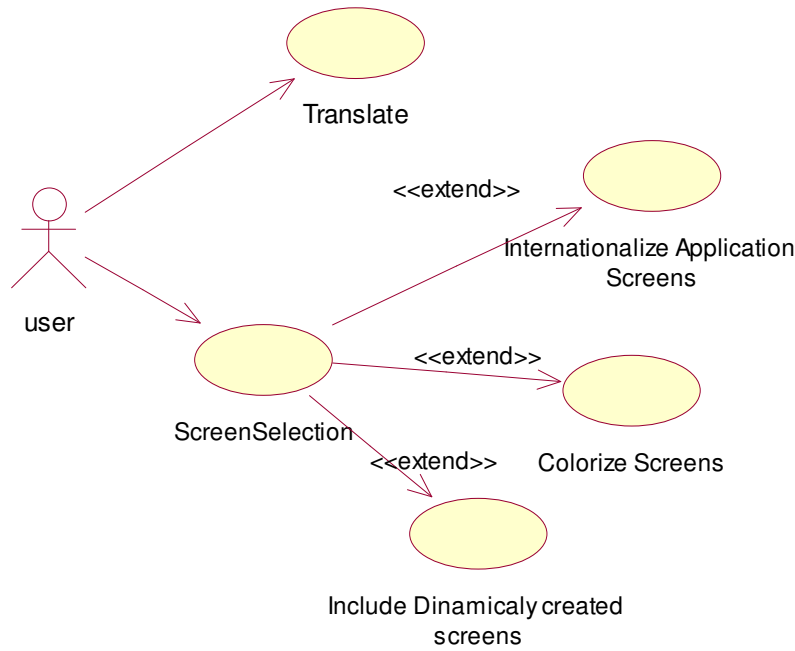 Translate
<<extend>>
Internationalize Application
Screens
user
<<extend>>
ScreenSelection
<<extend>>
Colorize Screens
Include Dinamicaly created
screens